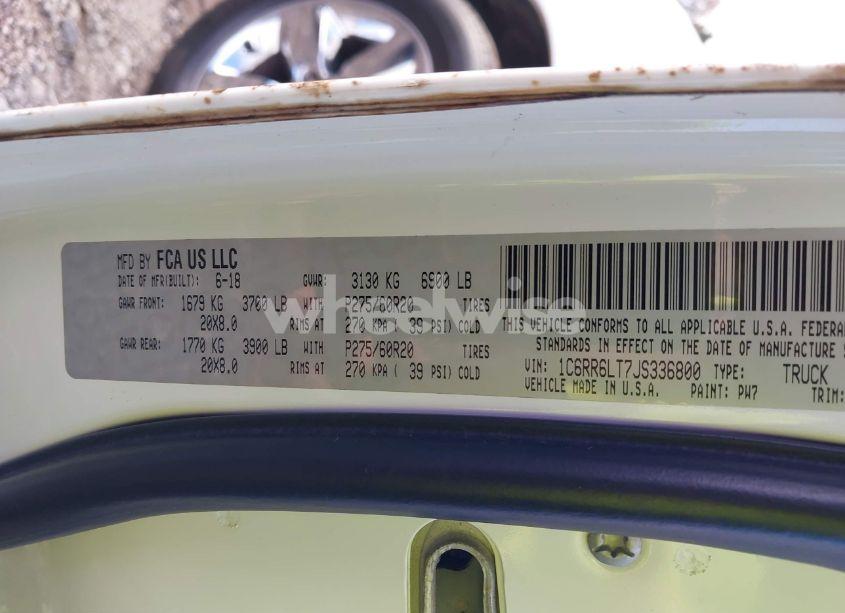 MFD BY FCA US LLC
DATE OF MFR(BUILT): 6-18 GVWR: 3130 KG 6900 LB
GAWR FRONT: 1679 KG 3700 LB WITH P275/60R20 TIRES
20X8.0 RIMS AT 270 KPA ( 39 PSI) COLD
GAWR REAR: 1770 KG 3900 LB WITH P275/60R20 TIRES
20X8.0 RIMS AT 270 KPA ( 39 PSI) COLD
THIS VEHICLE CONFORMS TO ALL APPLICABLE U.S.A. FEDERAL
STANDARDS IN EFFECT ON THE DATE OF MANUFACTURE
VIN: 1C6RR6LT7JS336800 TYPE: TRUCK
VEHICLE MADE IN U.S.A. PAINT: PW7 TRIM:
wheelwise